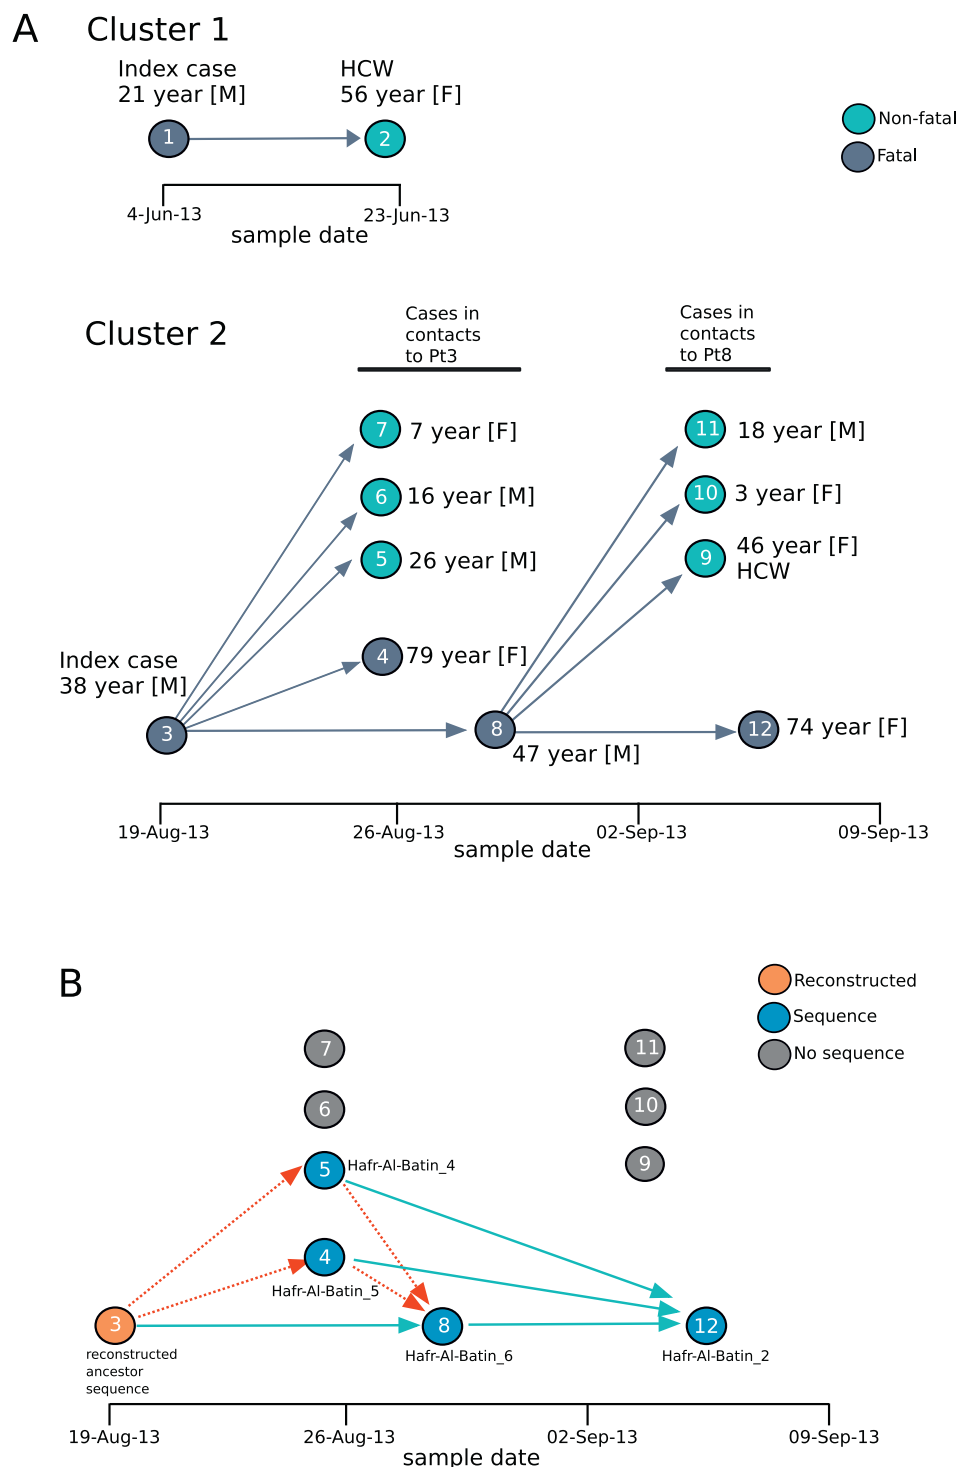 A
Cluster 1
Index case
21 year [M]
HCW
56 year [F]
1
2
Non-fatal
Fatal
4-Jun-13
23-Jun-13
sample date
Cluster 2
Cases in
contacts
to Pt3
Cases in
contacts
to Pt8
7
7 year [F]
11
18 year [M]
6
16 year [M]
10
3 year [F]
5
26 year [M]
9
46 year [F]
HCW
4
79 year [F]
Index case
38 year [M]
3
8
47 year [M]
12
74 year [F]
19-Aug-13
26-Aug-13
02-Sep-13
09-Sep-13
sample date
B
Reconstructed
Sequence
No sequence
7
11
6
10
5
Hafr-Al-Batin_4
9
4
Hafr-Al-Batin_5
3
reconstructed
ancestor
sequence
8
Hafr-Al-Batin_6
12
Hafr-Al-Batin_2
19-Aug-13
26-Aug-13
02-Sep-13
09-Sep-13
sample date